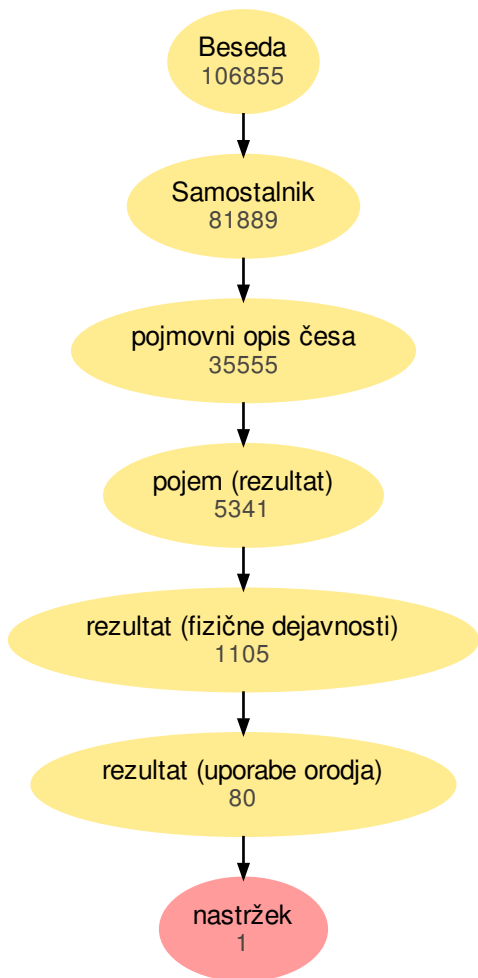 Beseda
106855
Samostalnik
81889
pojmovni opis česa
35555
pojem (rezultat)
5341
rezultat (fizične dejavnosti)
1105
rezultat (uporabe orodja)
80
nastržek
1